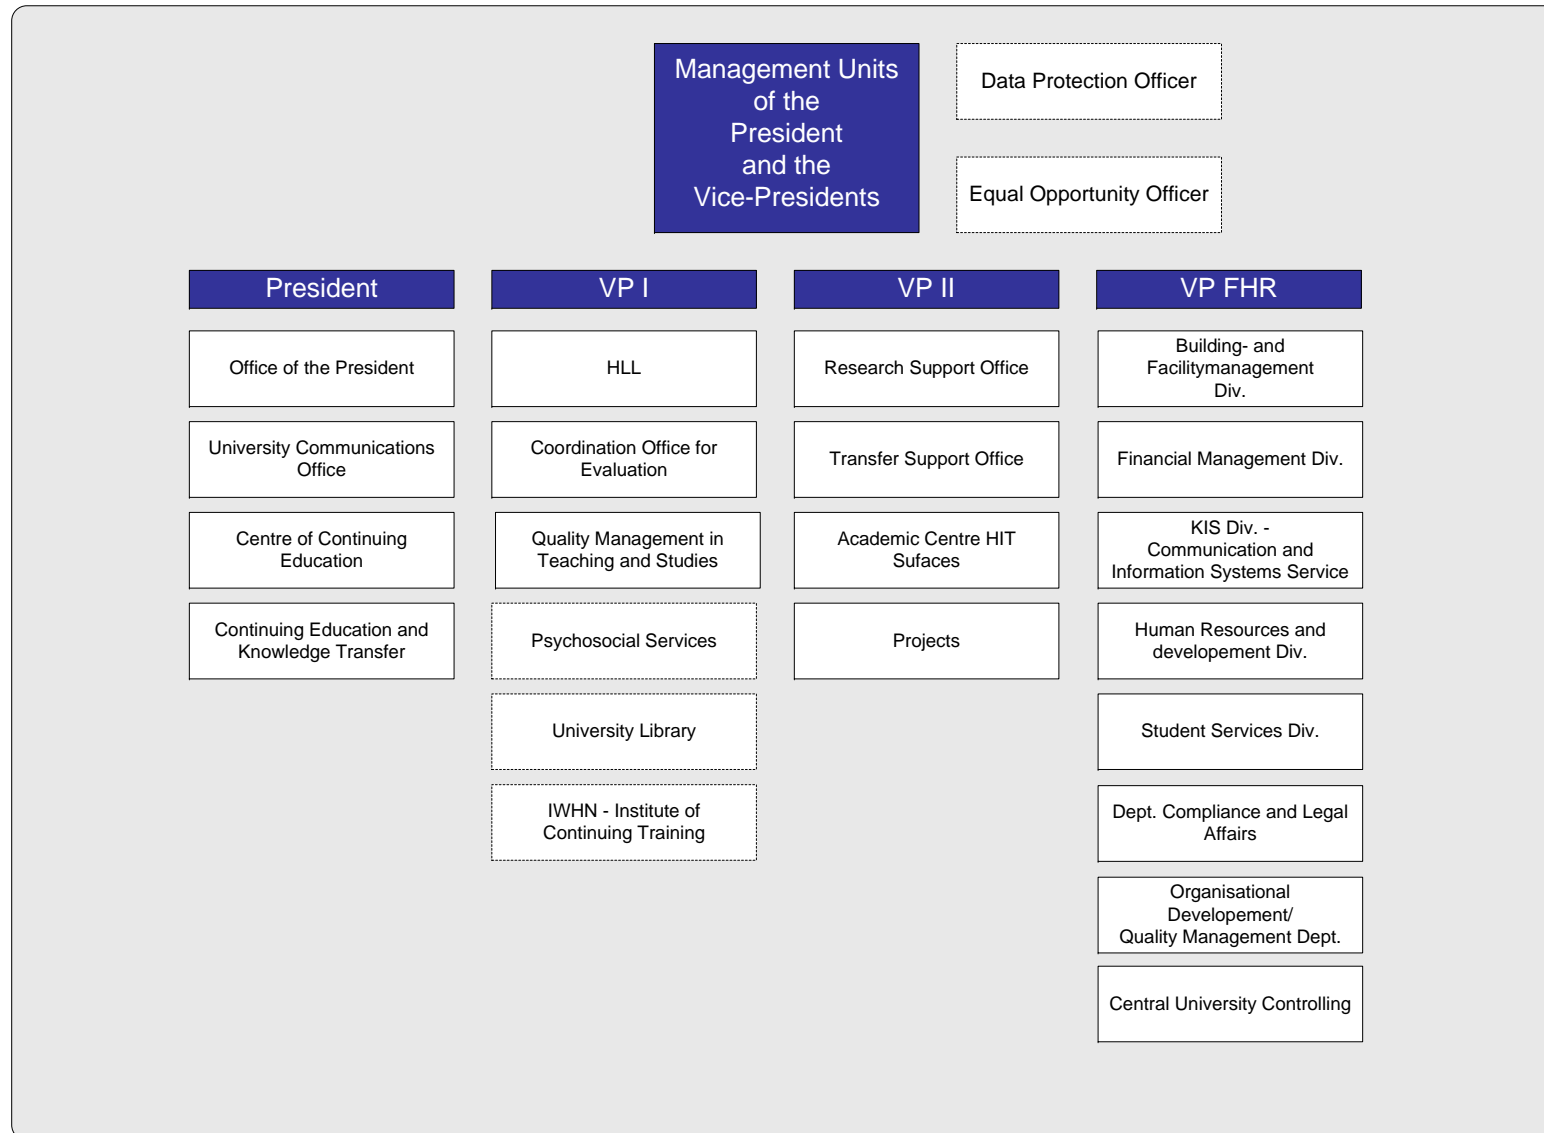 Management Units
of the
President
and the
Vice-Presidents
Data Protection Officer
Equal Opportunity Officer
President
Office of the President
University Communications
Office
Centre of Continuing
Education
Continuing Education and
Knowledge Transfer
VP I
HLL
Coordination Office for
Evaluation
Quality Management in
Teaching and Studies
Psychosocial Services
University Library
IWHN - Institute of
Continuing Training
VP II
Research Support Office
Transfer Support Office
Academic Centre HIT
Sufaces
Projects
VP FHR
Building- and
Facilitymanagement
Div.
Financial Management Div.
KIS Div. -
Communication and
Information Systems Service
Human Resources and
developement Div.
Student Services Div.
Dept. Compliance and Legal
Affairs
Organisational
Developement/
Quality Management Dept.
Central University Controlling